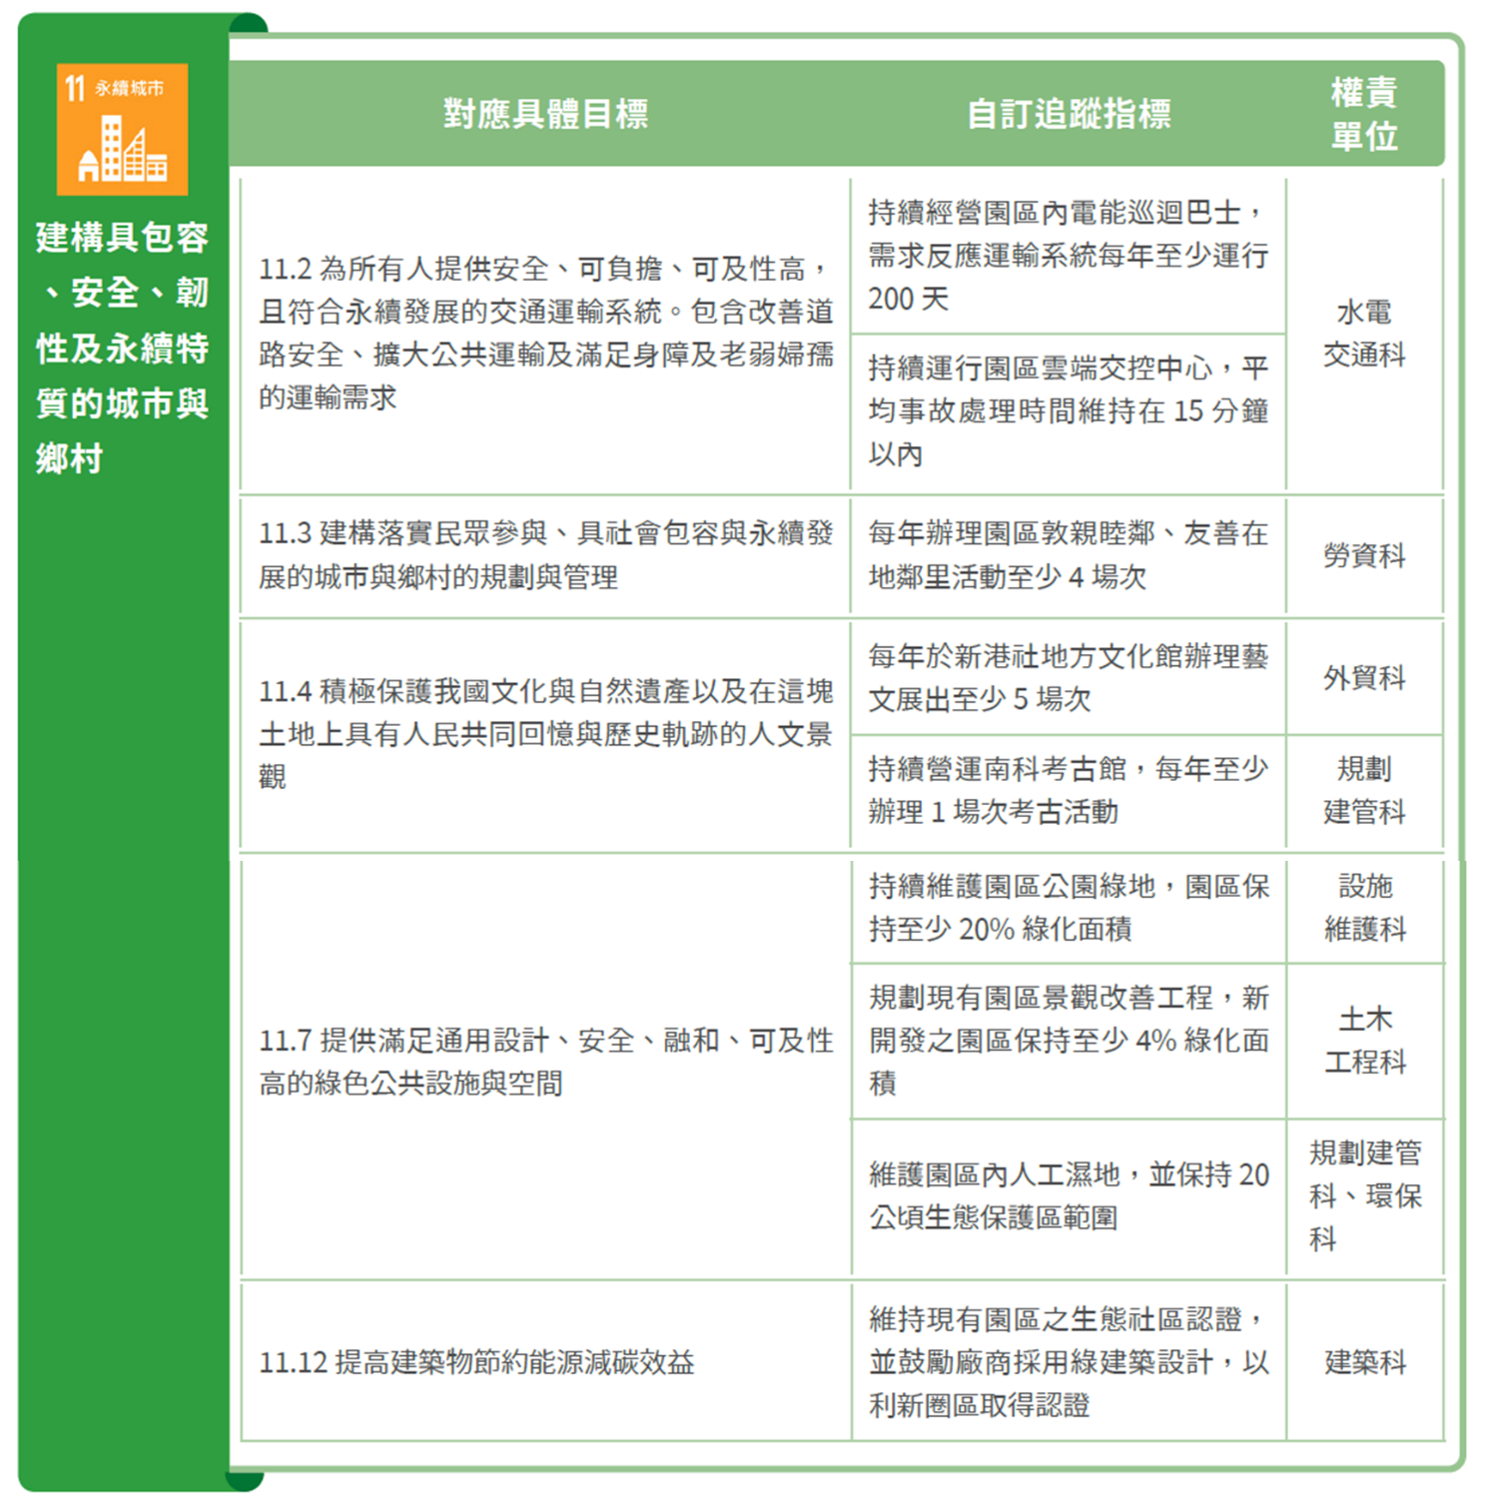 11 永續城市
建構具包容
、安全、韌
性及永續特
質的城市與
鄉村
對應具體目標
自訂追蹤指標
權責
單位
11.2 為所有人提供安全、可負擔、可及性高，
且符合永續發展的交通運輸系統。包含改善道
路安全、擴大公共運輸及滿足身障及老弱婦孺
的運輸需求
持續經營園區內電能巡迴巴士，
需求反應運輸系統每年至少運行
200 天
持續運行園區雲端交控中心，平
均事故處理時間維持在 15 分鐘
以內
水電
交通科
11.3 建構落實民眾參與、具社會包容與永續發
展的城市與鄉村的規劃與管理
每年辦理園區敦親睦鄰、友善在
地鄰里活動至少 4 場次
勞資科
11.4 積極保護我國文化與自然遺產以及在這塊
土地上具有人民共同回憶與歷史軌跡的人文景
觀
每年於新港社地方文化館辦理藝
文展出至少 5 場次
外貿科
持續營運南科考古館，每年至少
辦理 1 場次考古活動
規劃
建管科
11.7 提供滿足通用設計、安全、融和、可及性
高的綠色公共設施與空間
持續維護園區公園綠地，園區保
持至少 20% 綠化面積
設施
維護科
規劃現有園區景觀改善工程，新
開發之園區保持至少 4% 綠化面
積
土木
工程科
維護園區內人工濕地，並保持 20
公頃生態保護區範圍
規劃建管
科、環保
科
11.12 提高建築物節約能源減碳效益
維持現有園區之生態社區認證，
並鼓勵廠商採用綠建築設計，以
利新圈區取得認證
建築科